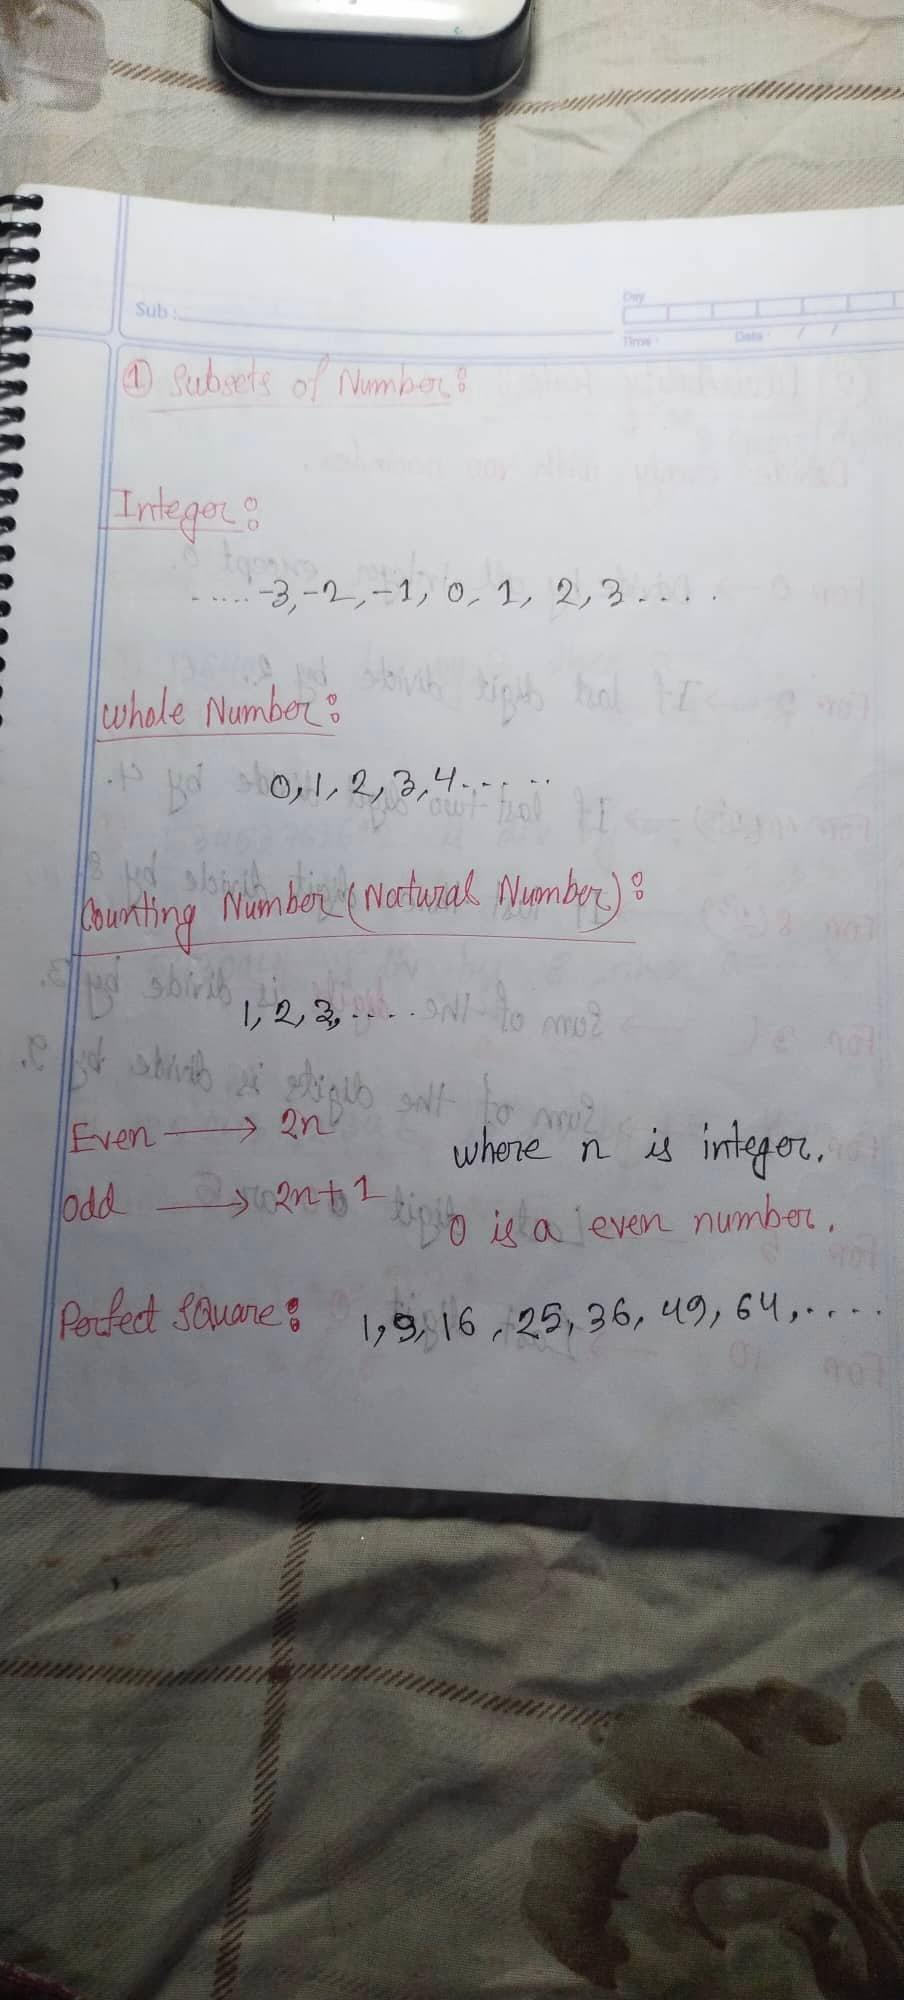 Sub :
Day
Time : Date : / /
① Subsets of Number :
Integer :
.....-3,-2,-1, 0, 1, 2, 3....
Whole Number :
0, 1, 2, 3, 4.....
Counting Number (Natural Number) :
1, 2, 3, .....
Even → 2n
where n is integer.
Odd → 2n+1
0 is a even number.
Perfect Square : 1, 9, 16, 25, 36, 49, 64, ....